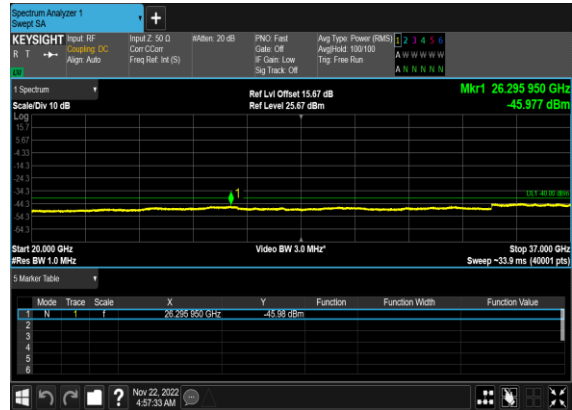 Spectrum Analyzer 1
Swept SA
+
KEYSIGHT Input: RF Input Z: 50 Ω #Atten: 20 dB PNO: Fast Avg Type: Power (RMS) 1 2 3 4 5 6
R T Coupling: DC Corr CCorr Gate: Off Avg|Hold: 100/100 A W W W W W
Align: Auto Freq Ref: Int (S) IF Gain: Low Trig: Free Run
Sig Track: Off A N N N N N
1 Spectrum Ref Lvl Offset 15.67 dB Mkr1 26.295 950 GHz
Scale/Div 10 dB Ref Level 25.67 dBm -45.977 dBm
Log
15.7
5.67
-4.33
-14.3
-24.3
-34.3
1
DL1 -40.00 dBm
-44.3
-54.3
-64.3
Start 20.000 GHz Video BW 3.0 MHz* Stop 37.000 GHz
#Res BW 1.0 MHz Sweep ~33.9 ms (40001 pts)
5 Marker Table
Mode Trace Scale X Y Function Function Width Function Value
1 N 1 f 26.295 950 GHz -45.98 dBm
2
3
4
5
6
? Nov 22, 2022
4:57:33 AM